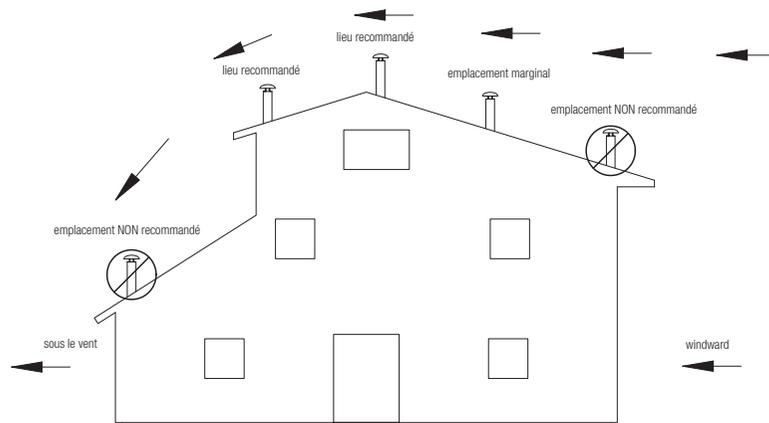 lieu recommandé
lieu recommandé
emplacement marginal
emplacement NON recommandé
emplacement NON recommandé
sous le vent
windward